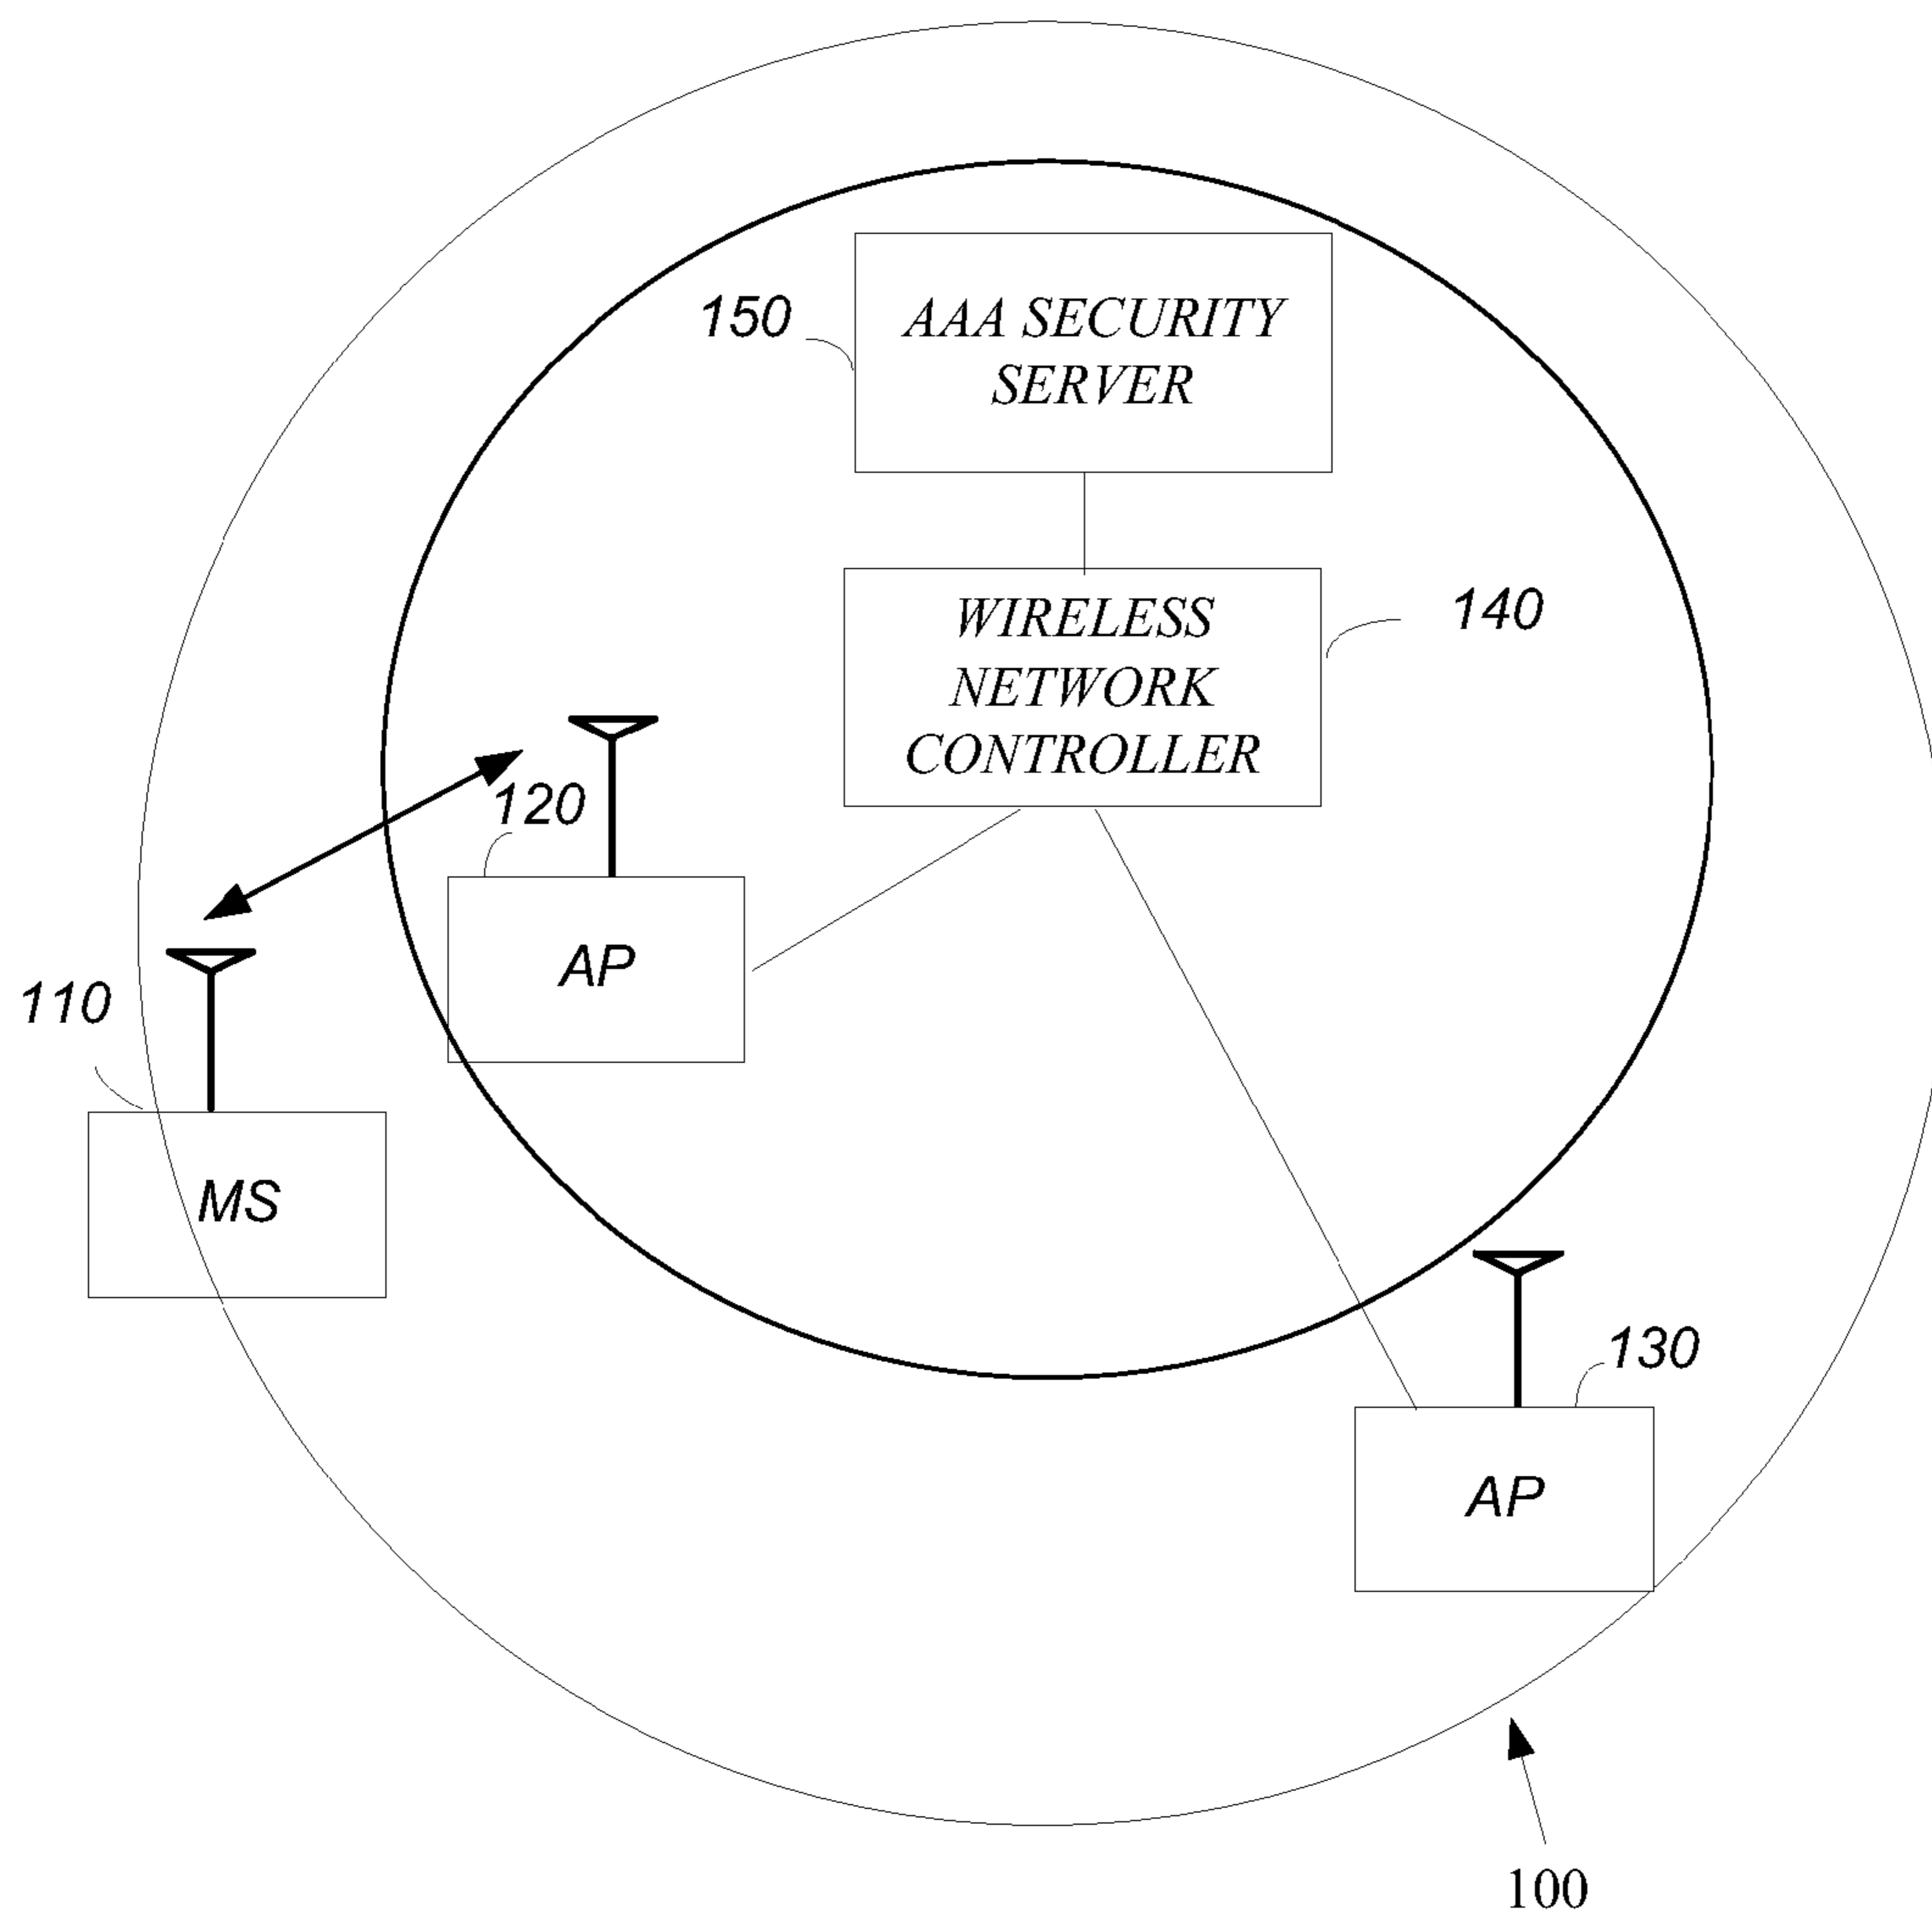 150
AAA SECURITY
SERVER
140
WIRELESS
NETWORK
CONTROLLER
120
AP
110
MS
130
AP
100